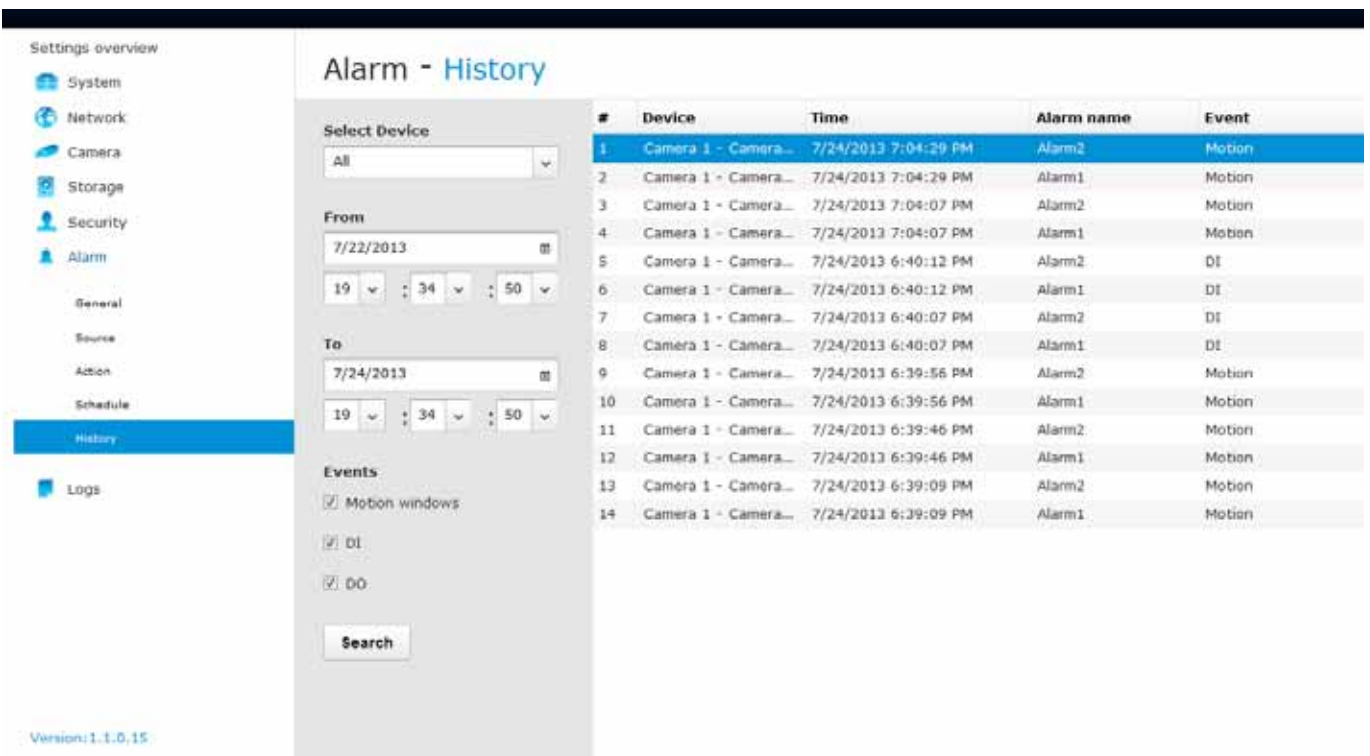 Settings overview
System
Network
Camera
Storage
Security
Alarm
General
Source
Action
Schedule
History
Logs
Version:1.1.0.15
Alarm - History
Select Device
All
From
7/22/2013
19 : 34 : 50
To
7/24/2013
19 : 34 : 50
Events
Motion windows
DI
DO
Search
# Device Time Alarm name Event
1 Camera 1 - Camera... 7/24/2013 7:04:29 PM Alarm2 Motion
2 Camera 1 - Camera... 7/24/2013 7:04:29 PM Alarm1 Motion
3 Camera 1 - Camera... 7/24/2013 7:04:07 PM Alarm2 Motion
4 Camera 1 - Camera... 7/24/2013 7:04:07 PM Alarm1 Motion
5 Camera 1 - Camera... 7/24/2013 6:40:12 PM Alarm2 DI
6 Camera 1 - Camera... 7/24/2013 6:40:12 PM Alarm1 DI
7 Camera 1 - Camera... 7/24/2013 6:40:07 PM Alarm2 DI
8 Camera 1 - Camera... 7/24/2013 6:40:07 PM Alarm1 DI
9 Camera 1 - Camera... 7/24/2013 6:39:56 PM Alarm2 Motion
10 Camera 1 - Camera... 7/24/2013 6:39:56 PM Alarm1 Motion
11 Camera 1 - Camera... 7/24/2013 6:39:46 PM Alarm2 Motion
12 Camera 1 - Camera... 7/24/2013 6:39:46 PM Alarm1 Motion
13 Camera 1 - Camera... 7/24/2013 6:39:09 PM Alarm2 Motion
14 Camera 1 - Camera... 7/24/2013 6:39:09 PM Alarm1 Motion